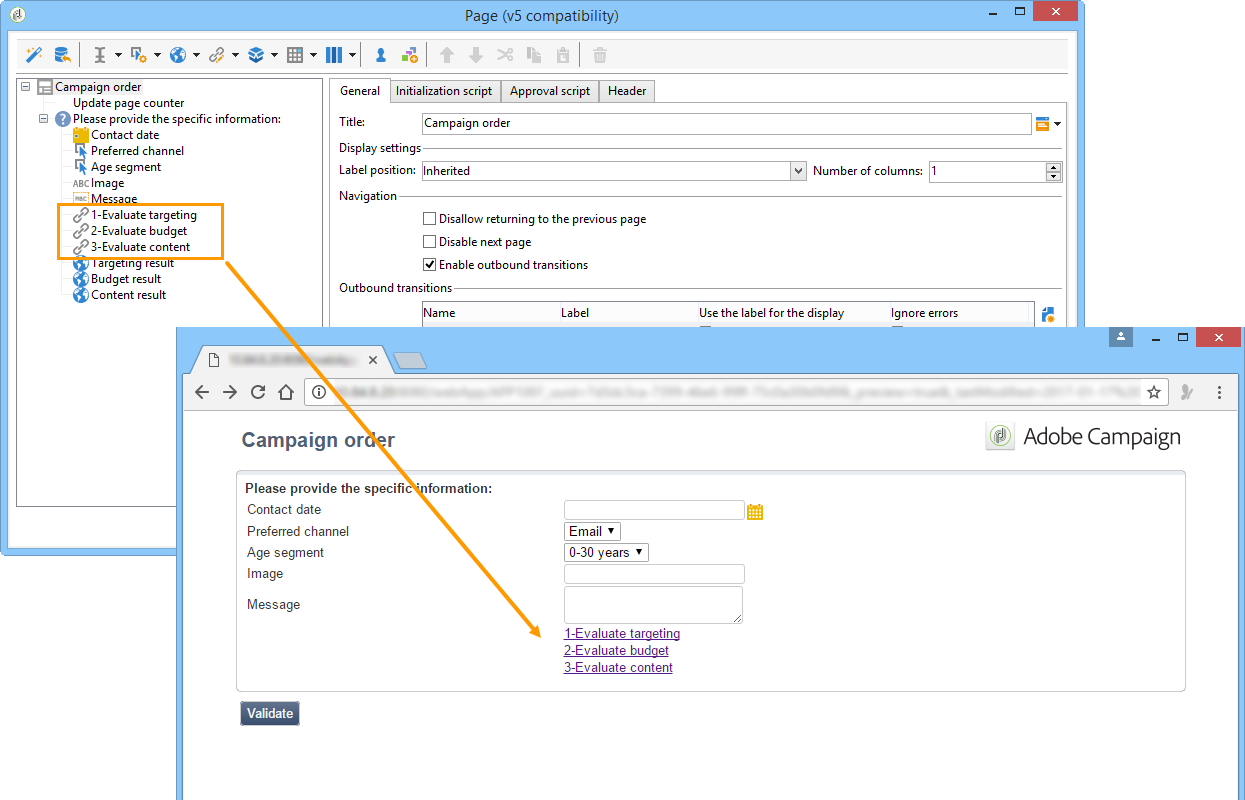 Page (v5 compatibility)
Campaign order
Update page counter
Please provide the specific information:
Contact date
Preferred channel
Age segment
ABC Image
Message
1-Evaluate targeting
2-Evaluate budget
3-Evaluate content
Targeting result
Budget result
Content result
General Initialization script Approval script Header
Title: Campaign order
Display settings
Label position: Inherited Number of columns: 1
Navigation
Disallow returning to the previous page
Disable next page
Enable outbound transitions
Outbound transitions
Name Label Use the label for the display Ignore errors
Campaign order
Adobe Campaign
Please provide the specific information:
Contact date
Preferred channel Email
Age segment 0-30 years
Image
Message
1-Evaluate targeting
2-Evaluate budget
3-Evaluate content
Validate